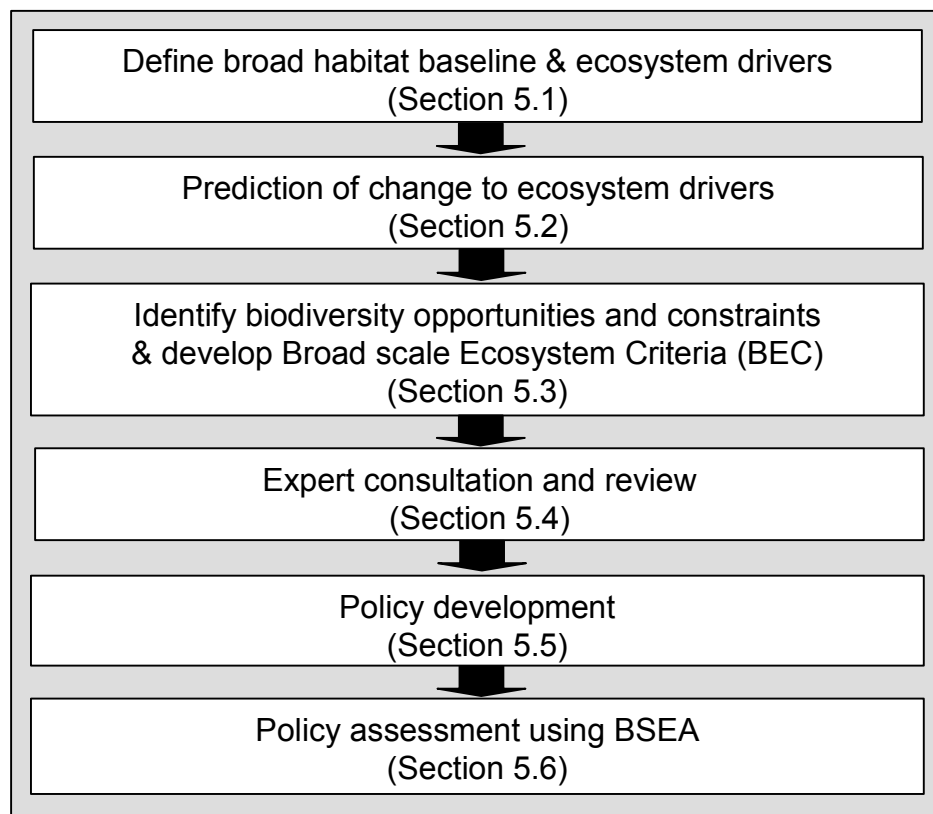 Define broad habitat baseline & ecosystem drivers
(Section 5.1)
Prediction of change to ecosystem drivers
(Section 5.2)
Identify biodiversity opportunities and constraints
& develop Broad scale Ecosystem Criteria (BEC)
(Section 5.3)
Expert consultation and review
(Section 5.4)
Policy development
(Section 5.5)
Policy assessment using BSEA
(Section 5.6)